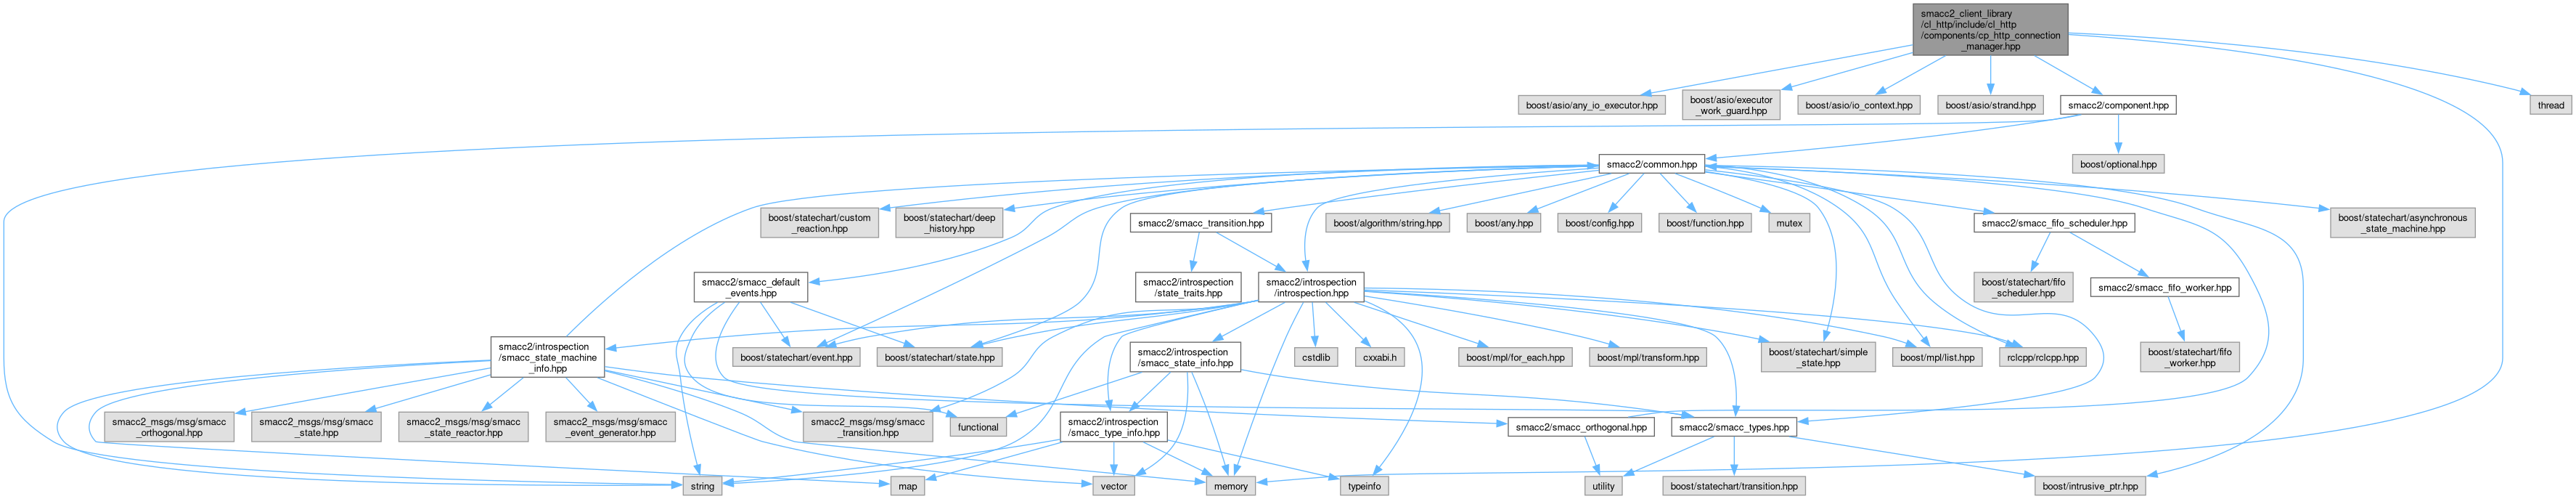 smacc2_client_library
/cl_http/include/cl_http
/components/cp_http_connection
_manager.hpp
boost/asio/any_io_executor.hpp
boost/asio/executor
_work_guard.hpp
boost/asio/io_context.hpp
boost/asio/strand.hpp
smacc2/component.hpp
thread
smacc2/common.hpp
boost/optional.hpp
boost/statechart/custom
_reaction.hpp
boost/statechart/deep
_history.hpp
smacc2/smacc_transition.hpp
boost/algorithm/string.hpp
boost/any.hpp
boost/config.hpp
boost/function.hpp
mutex
smacc2/smacc_fifo_scheduler.hpp
boost/statechart/asynchronous
_state_machine.hpp
smacc2/smacc_default
_events.hpp
smacc2/introspection
/state_traits.hpp
smacc2/introspection
/introspection.hpp
boost/statechart/fifo
_scheduler.hpp
smacc2/smacc_fifo_worker.hpp
smacc2/introspection
/smacc_state_machine
_info.hpp
boost/statechart/event.hpp
boost/statechart/state.hpp
smacc2/introspection
/smacc_state_info.hpp
cstdlib
cxxabi.h
boost/mpl/for_each.hpp
boost/mpl/transform.hpp
boost/statechart/simple
_state.hpp
boost/mpl/list.hpp
rclcpp/rclcpp.hpp
boost/statechart/fifo
_worker.hpp
smacc2_msgs/msg/smacc
_orthogonal.hpp
smacc2_msgs/msg/smacc
_state.hpp
smacc2_msgs/msg/smacc
_state_reactor.hpp
smacc2_msgs/msg/smacc
_event_generator.hpp
smacc2_msgs/msg/smacc
_transition.hpp
functional
smacc2/introspection
/smacc_type_info.hpp
smacc2/smacc_orthogonal.hpp
smacc2/smacc_types.hpp
string
map
vector
memory
typeinfo
utility
boost/statechart/transition.hpp
boost/intrusive_ptr.hpp